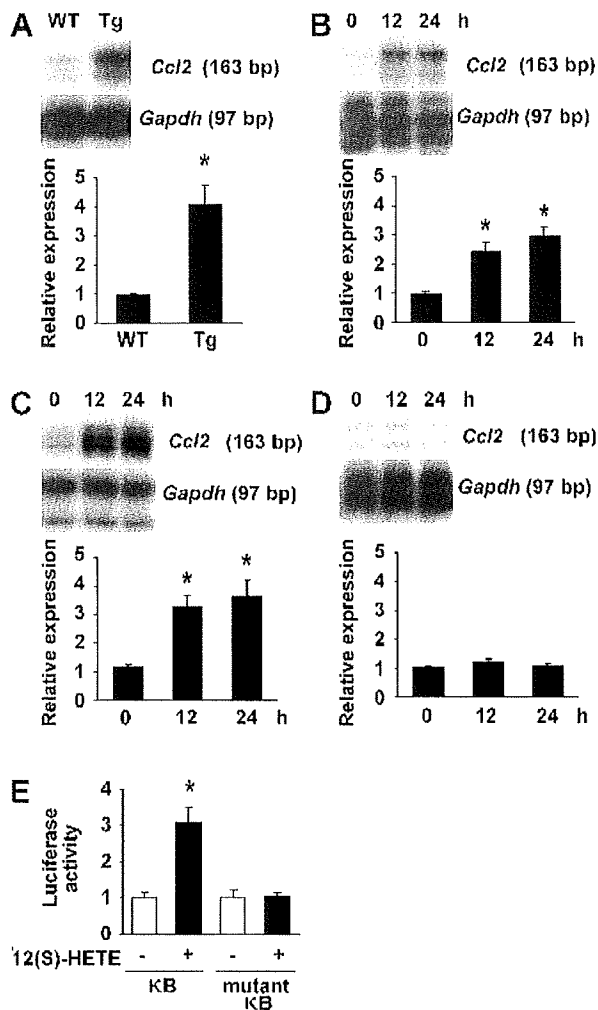 A WT Tg
Ccl2 (163 bp)
Gapdh (97 bp)
Relative expression
5
4
3
2
1
0
*
WT Tg
B 0 12 24 h
Ccl2 (163 bp)
Gapdh (97 bp)
Relative expression
5
4
3
2
1
0
* *
0 12 24 h
C 0 12 24 h
Ccl2 (163 bp)
Gapdh (97 bp)
Relative expression
5
4
3
2
1
0
* *
0 12 24 h
D 0 12 24 h
Ccl2 (163 bp)
Gapdh (97 bp)
Relative expression
5
4
3
2
1
0
0 12 24 h
E
Luciferase
activity
4
3
2
1
0
*
12(S)-HETE - + - +
KB mutant
KB